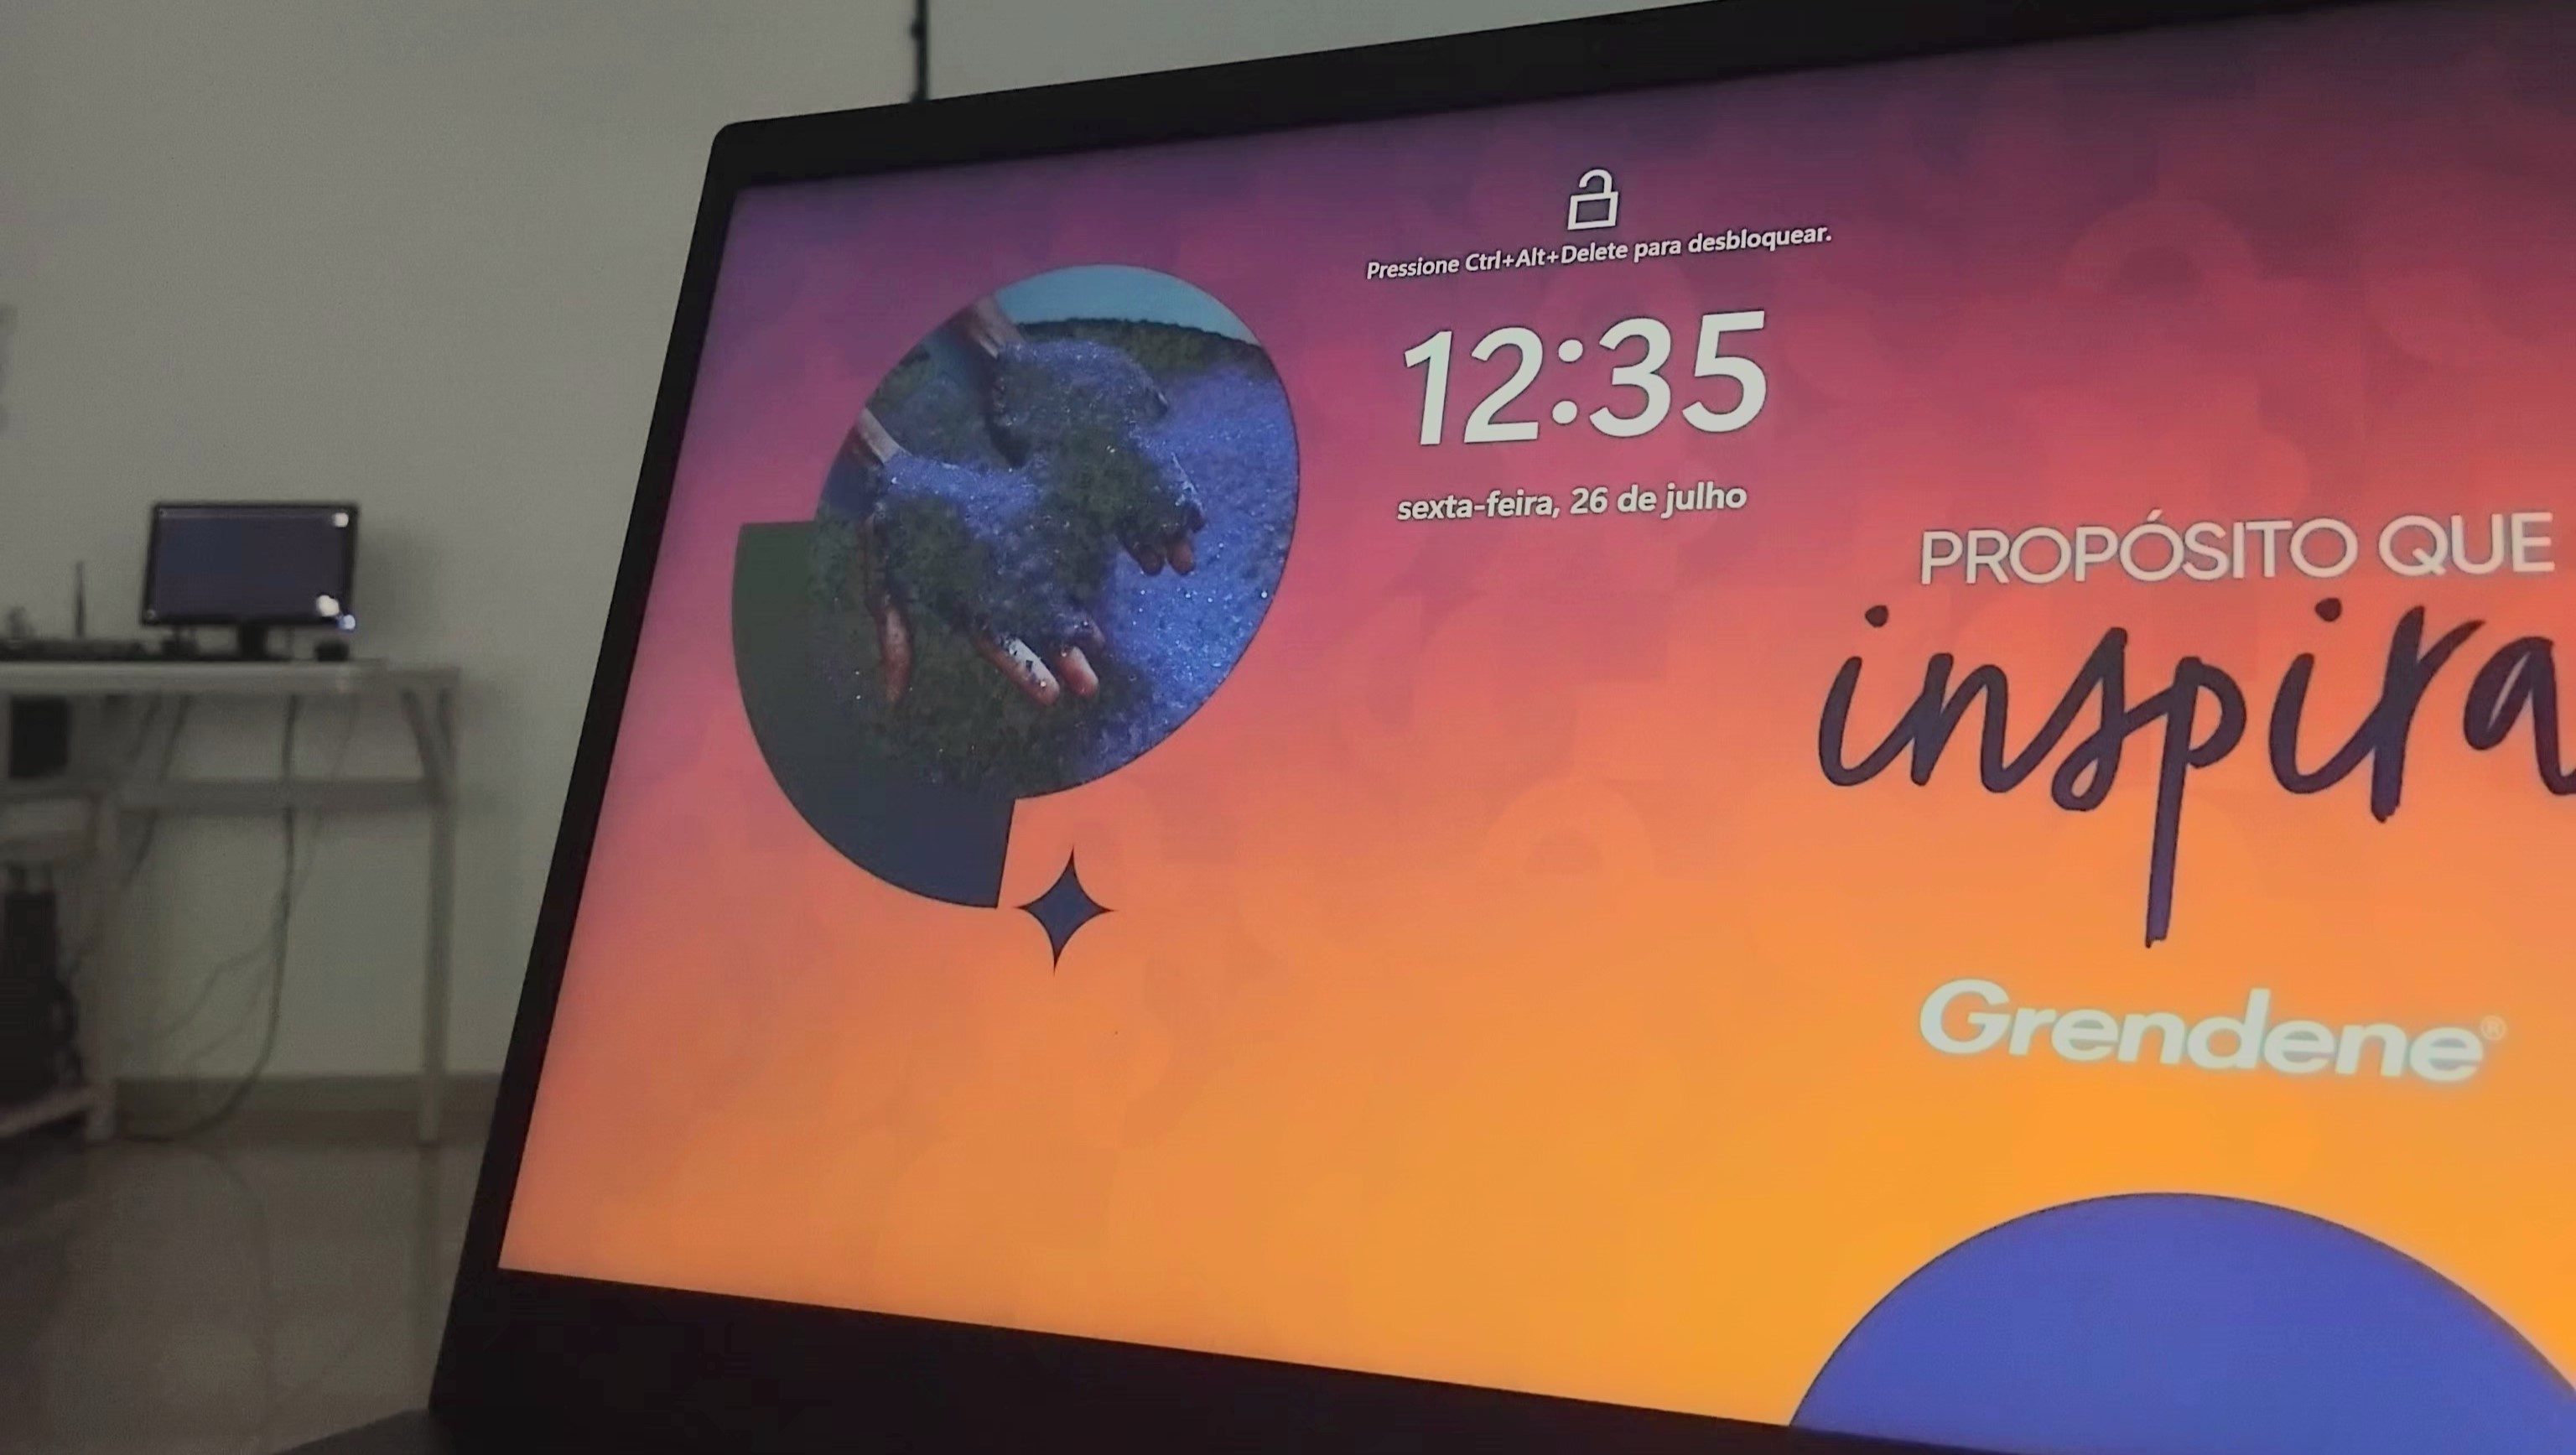 Pressione Ctrl+Alt+Delete para desbloquear.
12:35
sexta-feira, 26 de julho
PROPÓSITO QUE
inspira
Grendene®